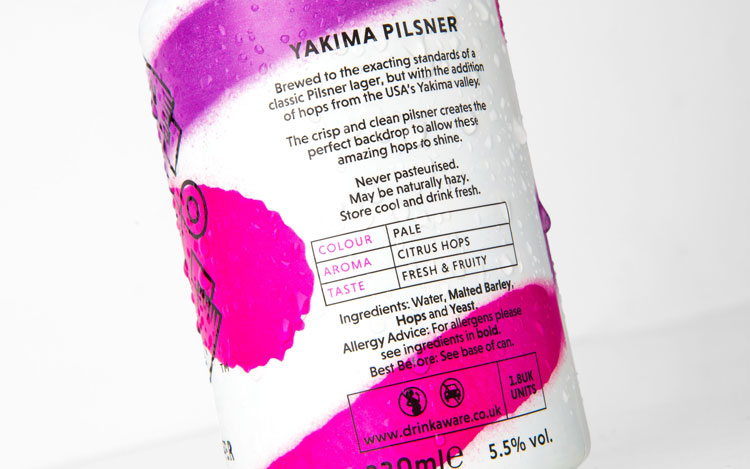 YAKIMA PILSNER
Brewed to the exacting standards of a
classic Pilsner lager, but with the addition
of hops from the USA's Yakima valley.
The crisp and clean pilsner creates the
perfect backdrop to allow these
amazing hops to shine.
Never pasteurised.
May be naturally hazy.
Store cool and drink fresh.
COLOUR PALE
AROMA CITRUS HOPS
TASTE FRESH & FRUITY
Ingredients: Water, Malted Barley,
Hops and Yeast.
Allergy Advice: For allergens please
see ingredients in bold.
Best Before: See base of can.
1.8UK
UNITS
www.drinkaware.co.uk
330ml℮ 5.5% vol.
TM